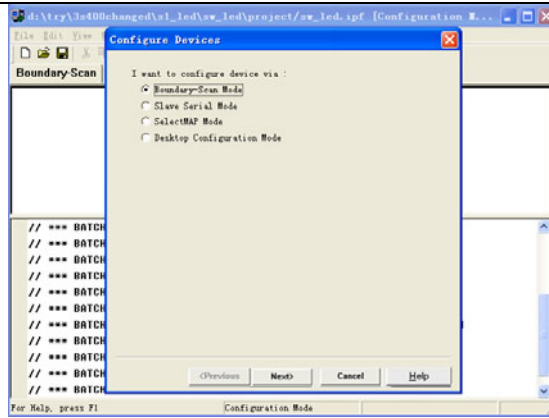 d:\try\3s400changed\s1_led\sw_led\project/sw_led.ipf [Configuration M...
File Edit View
Configure Devices
Boundary-Scan
I want to configure device via :
Boundary-Scan Mode
Slave Serial Mode
SelectMAP Mode
Desktop Configuration Mode
// *** BATCH
// *** BATCH
// *** BATCH
// *** BATCH
// *** BATCH
// *** BATCH
// *** BATCH
// *** BATCH
// *** BATCH
// *** BATCH
// *** BATCH
<Previous Next> Cancel Help
For Help, press F1 Configuration Mode